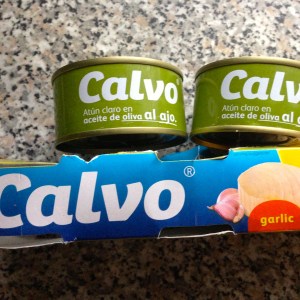 Calvo
Atún claro en
aceite de oliva al ajo.
Calvo
Atún claro en
aceite de oliva al ajo
Calvo®
garlic